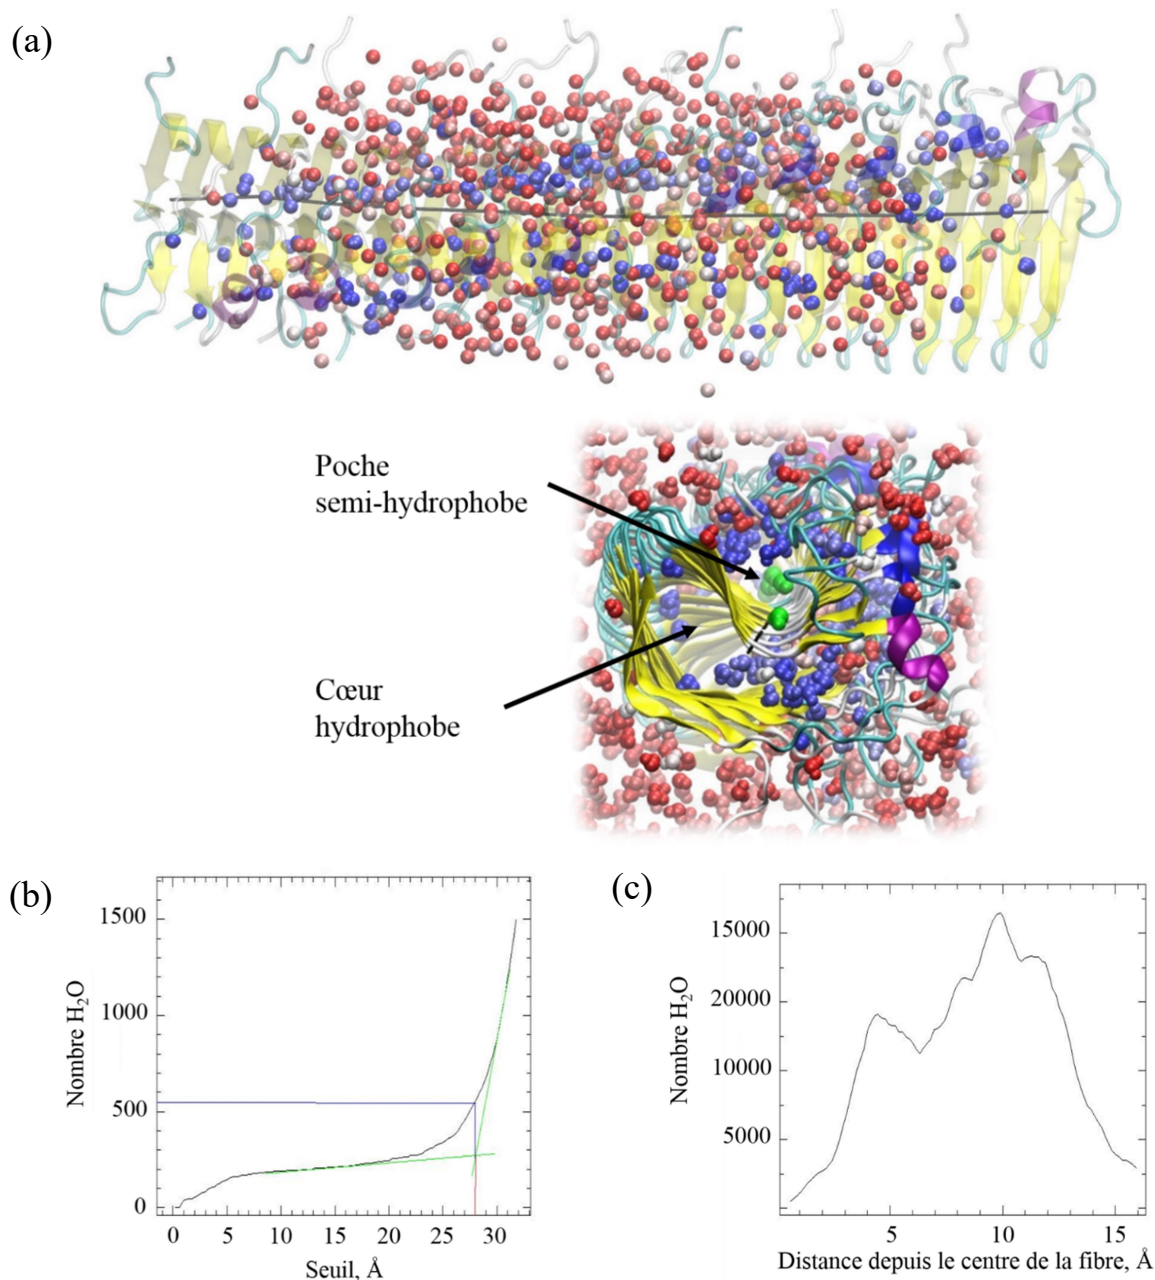 (a)
Poche
semi-hydrophobe
Cœur
hydrophobe
(b)
Nombre H₂O
1500
1000
500
0
0 5 10 15 20 25 30
Seuil, Å
(c)
Nombre H₂O
15000
20000
10000
5000
5 10 15
Distance depuis le centre de la fibre, Å